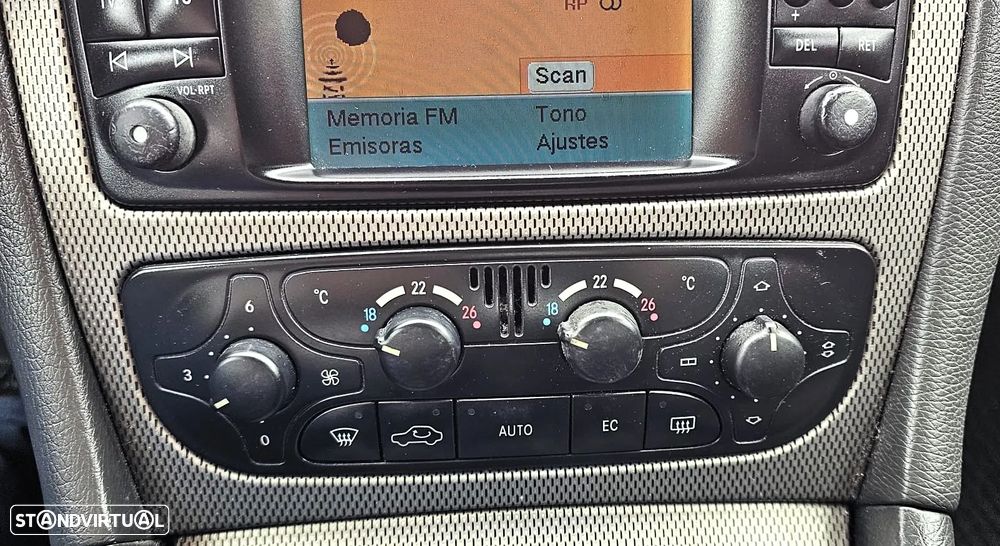 RP
DEL RET
VOL·RPT
Scan
Memoria FM Tono
Emisoras Ajustes
6
3
0
°C
18 22 26
18 22 26
°C
AUTO
EC
STANDVIRTUAL